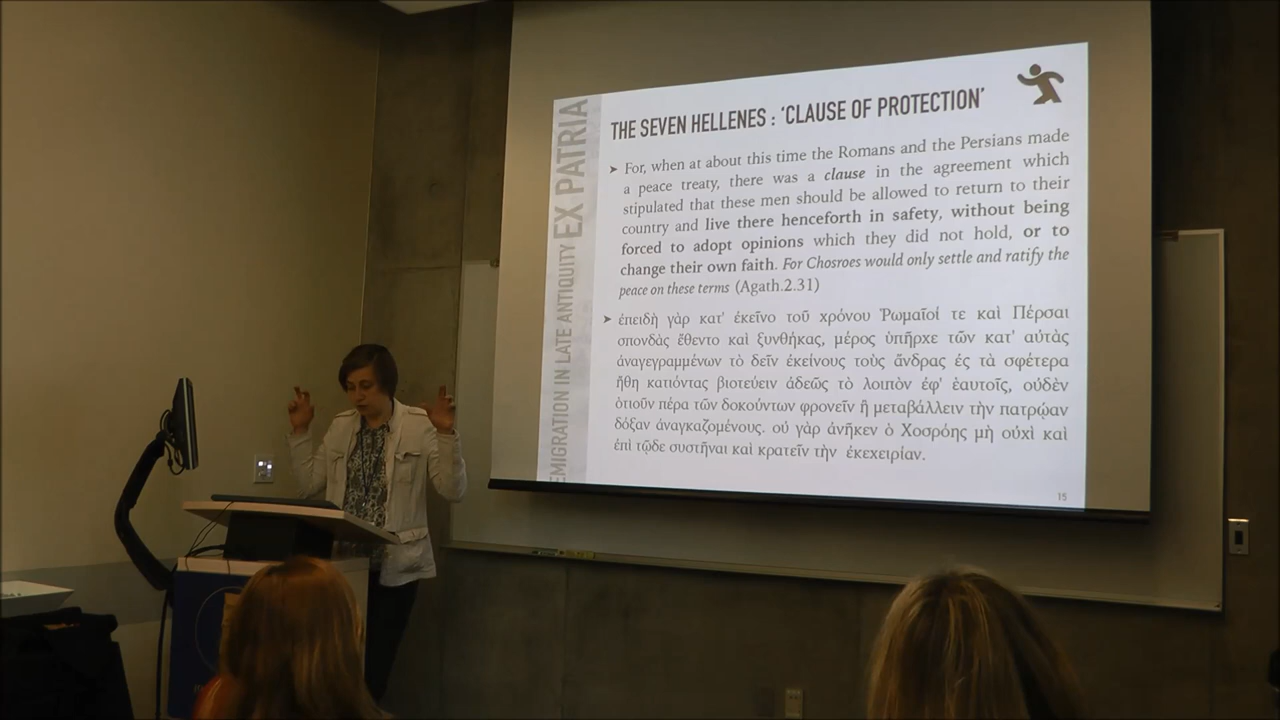 THE SEVEN HELLENES : ‘CLAUSE OF PROTECTION’
➤ For, when at about this time the Romans and the Persians made
a peace treaty, there was a clause in the agreement which
stipulated that these men should be allowed to return to their
country and live there henceforth in safety, without being
forced to adopt opinions which they did not hold, or to
change their own faith. For Chosroes would only settle and ratify the
peace on these terms (Agath.2.31)
➤ ἐπειδὴ γὰρ κατ' ἐκεῖνο τοῦ χρόνου Ῥωμαῖοί τε καὶ Πέρσαι
σπονδὰς ἔθεντο καὶ ξυνθήκας, μέρος ὑπῆρχε τῶν κατ' αὐτὰς
ἀναγεγραμμένων τὸ δεῖν ἐκείνους τοὺς ἄνδρας ἐς τὰ σφέτερα
ἤθη κατιόντας βιοτεύειν ἀδεῶς τὸ λοιπὸν ἐφ' ἑαυτοῖς, οὐδὲν
ὁτιοῦν πέρα τῶν δοκούντων φρονεῖν ἢ μεταβάλλειν τὴν πατρῴαν
δόξαν ἀναγκαζομένους. οὐ γὰρ ἀνῆκεν ὁ Χοσρόης μὴ οὐχὶ καὶ
ἐπὶ τῷδε συστῆναι καὶ κρατεῖν τὴν ἐκεχειρίαν.
15
EMIGRATION IN LATE ANTIQUITY EX PATRIA